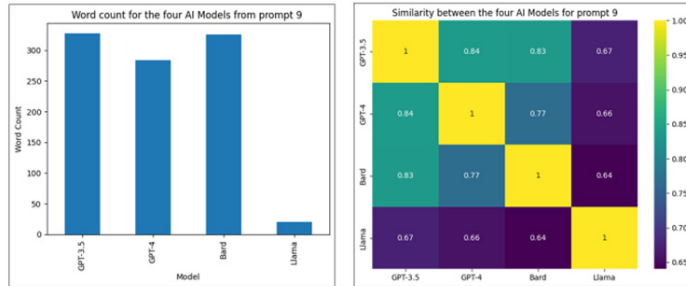 Word count for the four AI Models from prompt 9
300
250
200
150
100
50
0
Word Count
GPT-3.5
GPT-4
Bard
Llama
Model
Similarity between the four AI Models for prompt 9
GPT-3.5
1
0.84
0.83
0.67
GPT-4
0.84
1
0.77
0.66
Bard
0.83
0.77
1
0.64
Llama
0.67
0.66
0.64
1
GPT-3.5
GPT-4
Bard
Llama
1.00
0.95
0.90
0.85
0.80
0.75
0.70
0.65